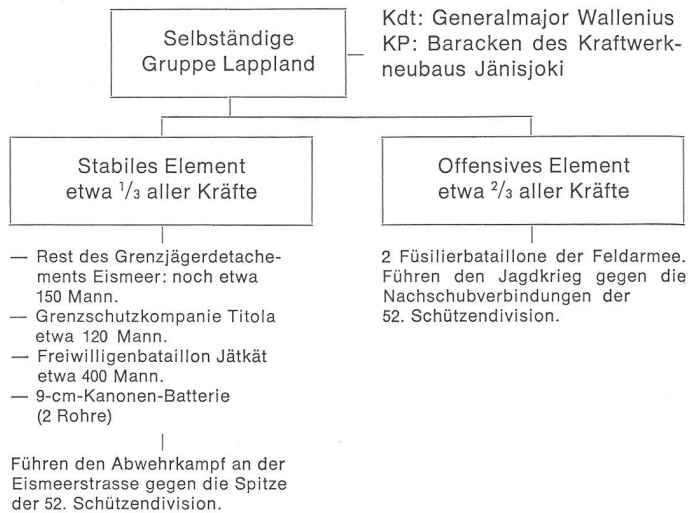 Selbständige
Gruppe Lappland
Kdt: Generalmajor Wallenius
KP: Baracken des Kraftwerk-
neubaus Jänisjoki
Stabiles Element
etwa 1/3 aller Kräfte
— Rest des Grenzjägerdetache-
ments Eismeer: noch etwa
150 Mann.
— Grenzschutzkompanie Titola
etwa 120 Mann.
— Freiwilligenbataillon Jätkät
etwa 400 Mann.
— 9-cm-Kanonen-Batterie
(2 Rohre)
Führen den Abwehrkampf an der
Eismeerstrasse gegen die Spitze
der 52. Schützendivision.
Offensives Element
etwa 2/3 aller Kräfte
2 Füsilierbataillone der Feldarmee.
Führen den Jagdkrieg gegen die
Nachschubverbindungen der
52. Schützendivision.